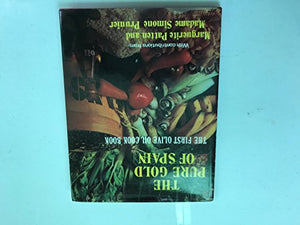 THE
PURE GOLD
OF SPAIN
THE FIRST OLIVE OIL COOK BOOK
With contributions from:
Marguerite Patten and
Madame Simone Prunier